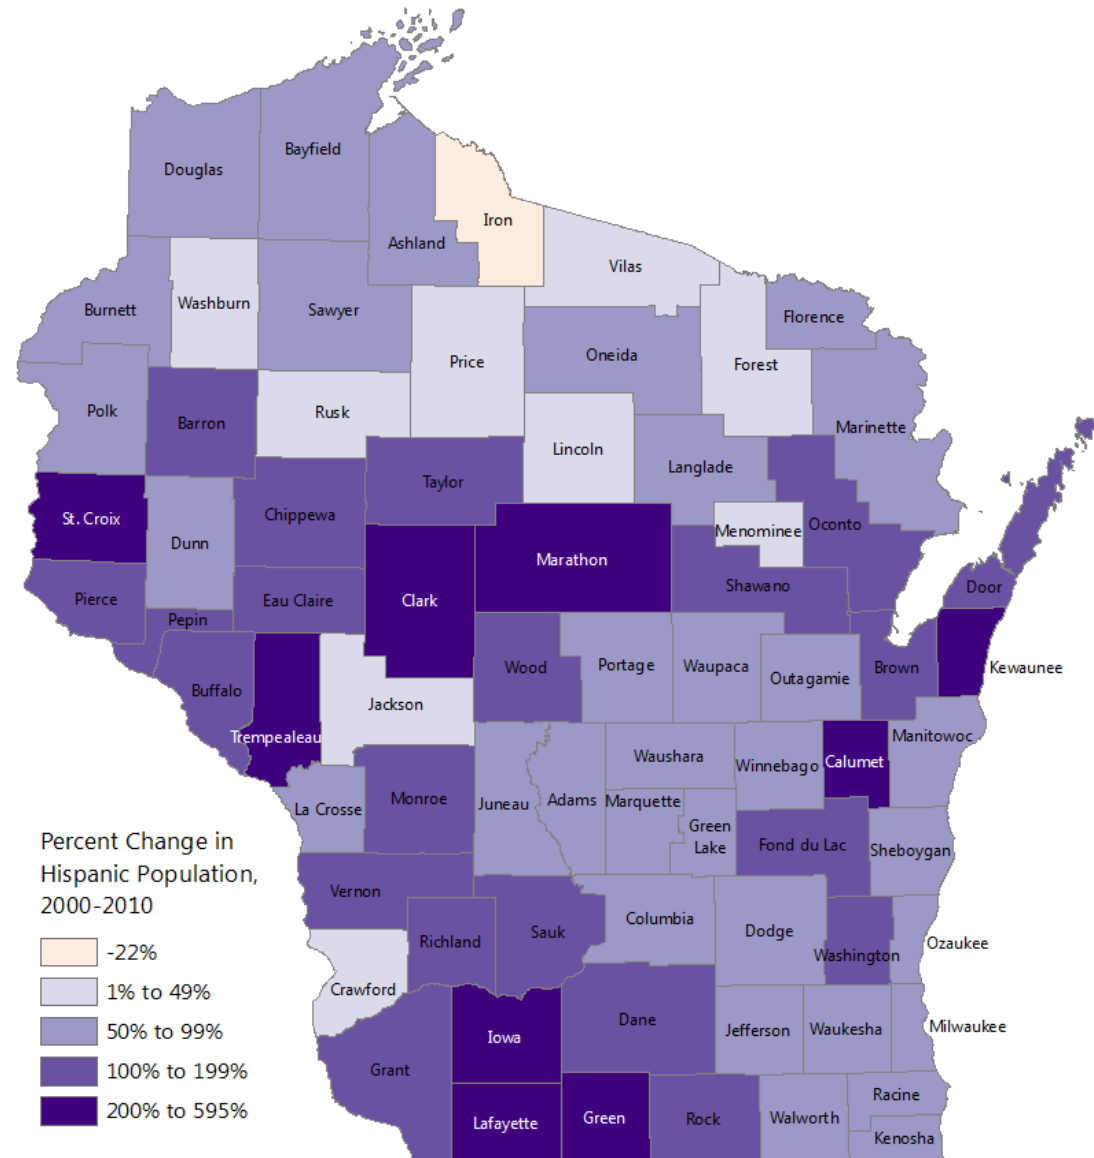 Bayfield
Douglas
Iron
Ashland
Vilas
Washburn
Burnett
Sawyer
Florence
Oneida
Price
Forest
Polk
Rusk
Barron
Marinette
Lincoln
Langlade
Taylor
Chippewa
St. Croix
Oconto
Menominee
Dunn
Marathon
Shawano
Door
Pierce
Eau Claire
Clark
Pepin
Portage
Waupaca
Wood
Brown
Kewaunee
Outagamie
Buffalo
Jackson
Trempealeau
Manitowoc
Waushara
Winnebago
Calumet
Monroe
La Crosse
Juneau
Adams
Marquette
Green
Lake
Fond du Lac
Sheboygan
Percent Change in
Hispanic Population,
2000-2010
-22%
1% to 49%
50% to 99%
100% to 199%
200% to 595%
Vernon
Columbia
Sauk
Dodge
Richland
Ozaukee
Washington
Crawford
Dane
Jefferson
Waukesha
Milwaukee
Iowa
Grant
Racine
Lafayette
Green
Rock
Walworth
Kenosha